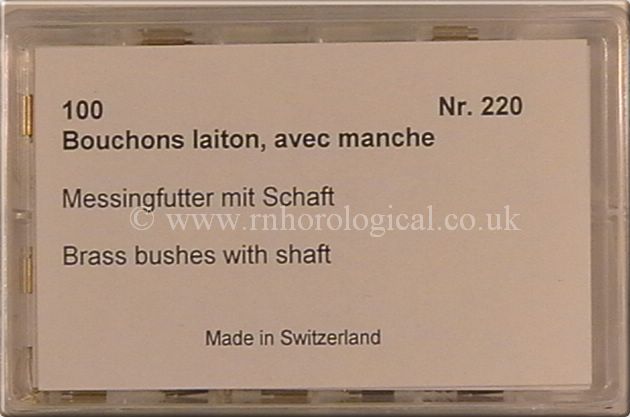 100 Nr. 220
Bouchons laiton, avec manche
Messingfutter mit Schaft
© www.rnhorological.co.uk
Brass bushes with shaft
Made in Switzerland